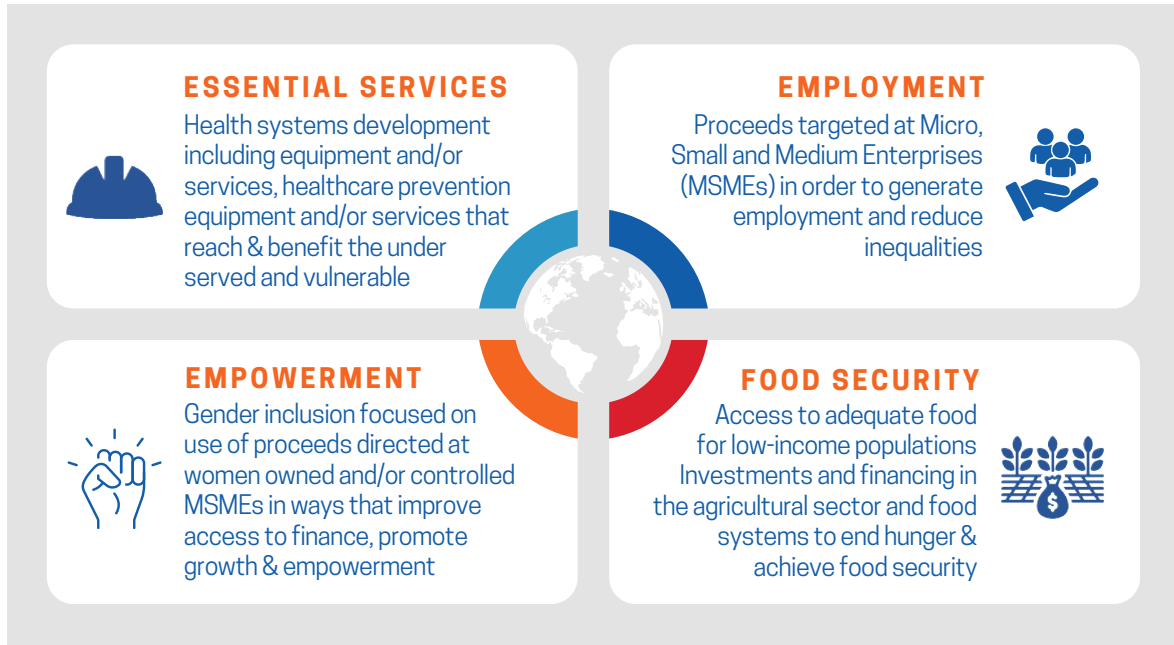 ESSENTIAL SERVICES
Health systems development
including equipment and/or
services, healthcare prevention
equipment and/or services that
reach & benefit the under
served and vulnerable
EMPLOYMENT
Proceeds targeted at Micro,
Small and Medium Enterprises
(MSMEs) in order to generate
employment and reduce
inequalities
EMPOWERMENT
Gender inclusion focused on
use of proceeds directed at
women owned and/or controlled
MSMEs in ways that improve
access to finance, promote
growth & empowerment
FOOD SECURITY
Access to adequate food
for low-income populations
Investments and financing in
the agricultural sector and food
systems to end hunger &
achieve food security
$